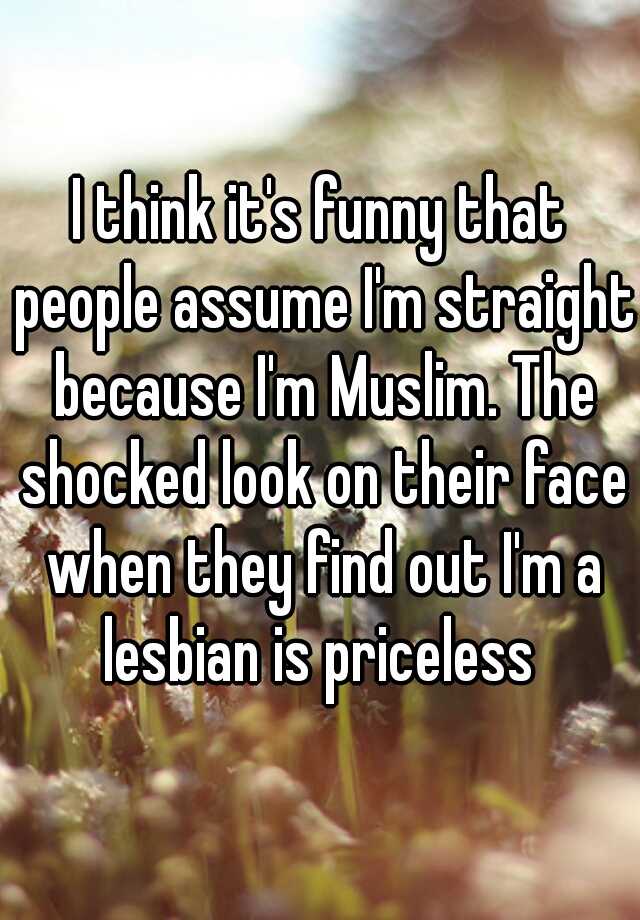 I think it's funny that
people assume I'm straight
because I'm Muslim. The
shocked look on their face
when they find out I'm a
lesbian is priceless